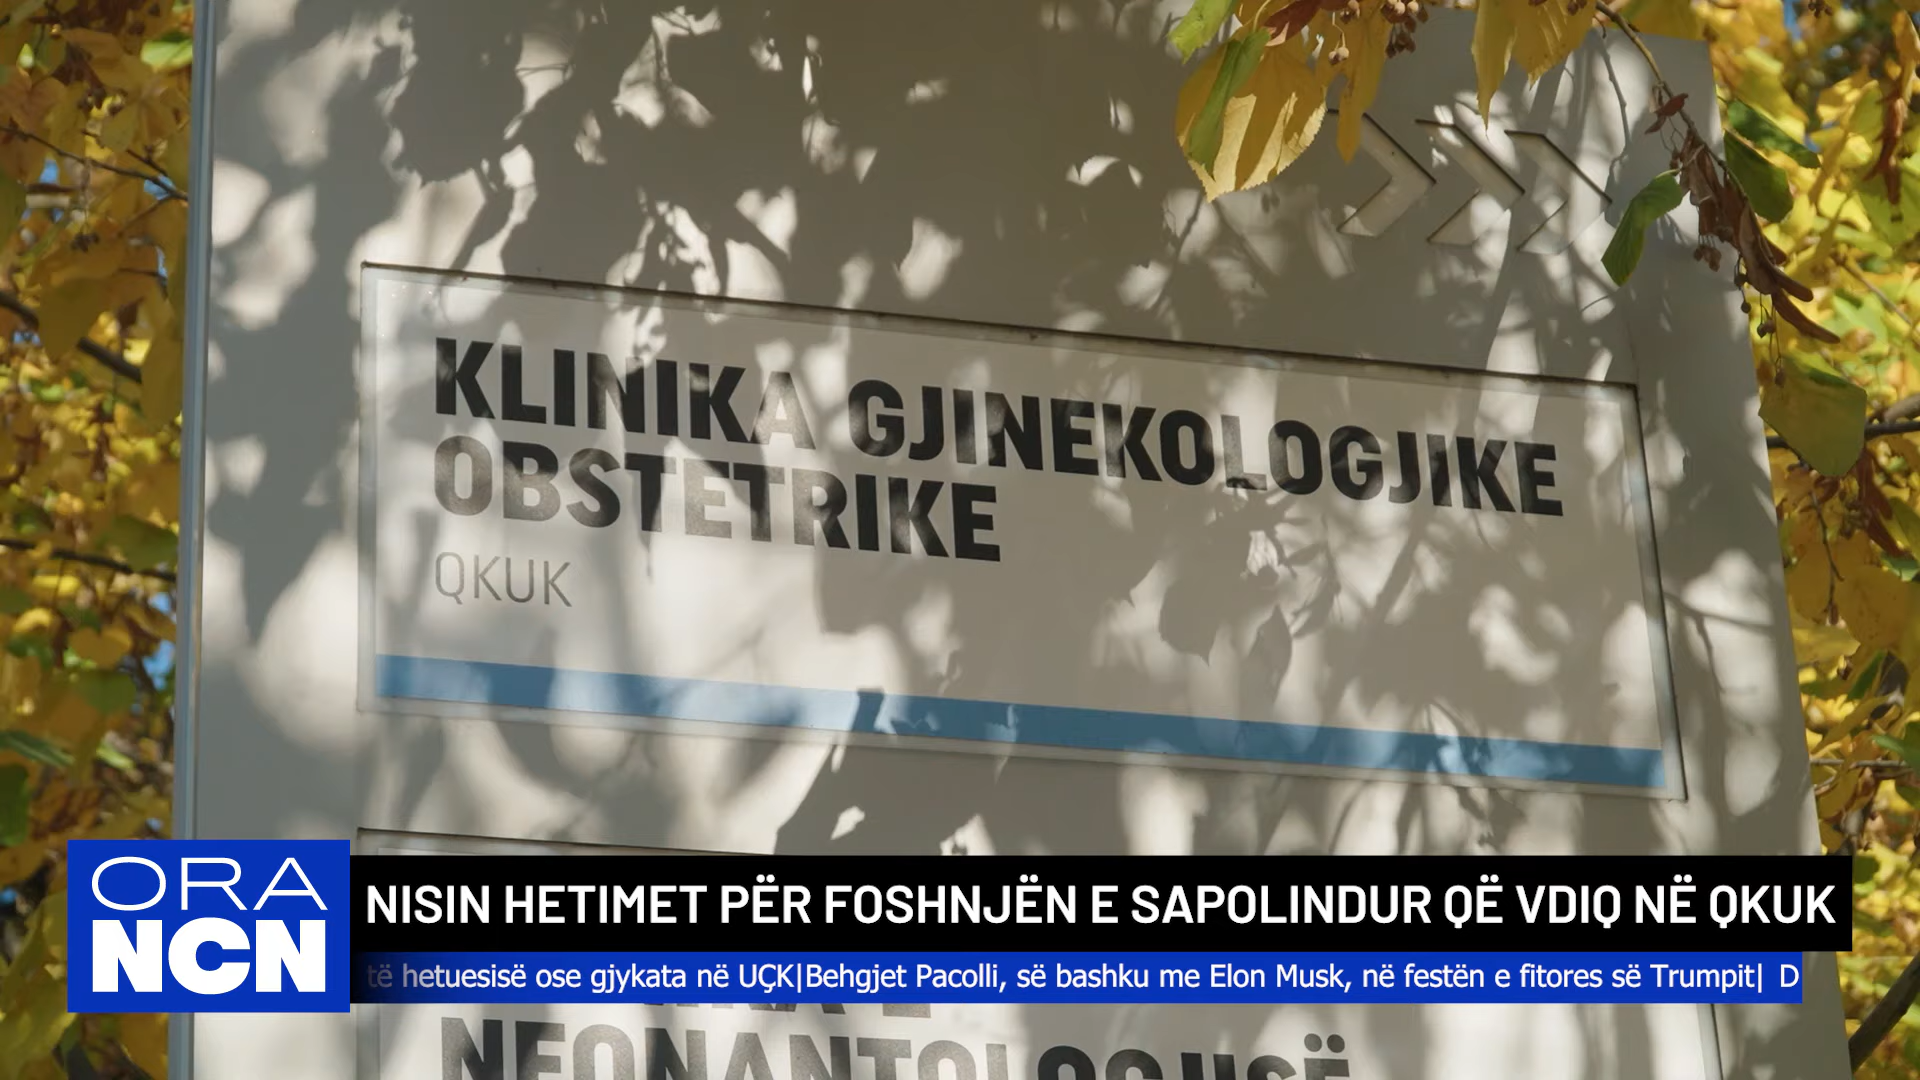 KLINIKA GJINEKOLOGJIKE
OBSTETRIKE
QKUK
ORA
NCN
NISIN HETIMET PËR FOSHNJËN E SAPOLINDUR QË VDIQ NË QKUK
të hetuesisë ose gjykata në UÇK|Behgjet Pacolli, së bashku me Elon Musk, në festën e fitores së Trumpit| D
NEONATOLOGJISË